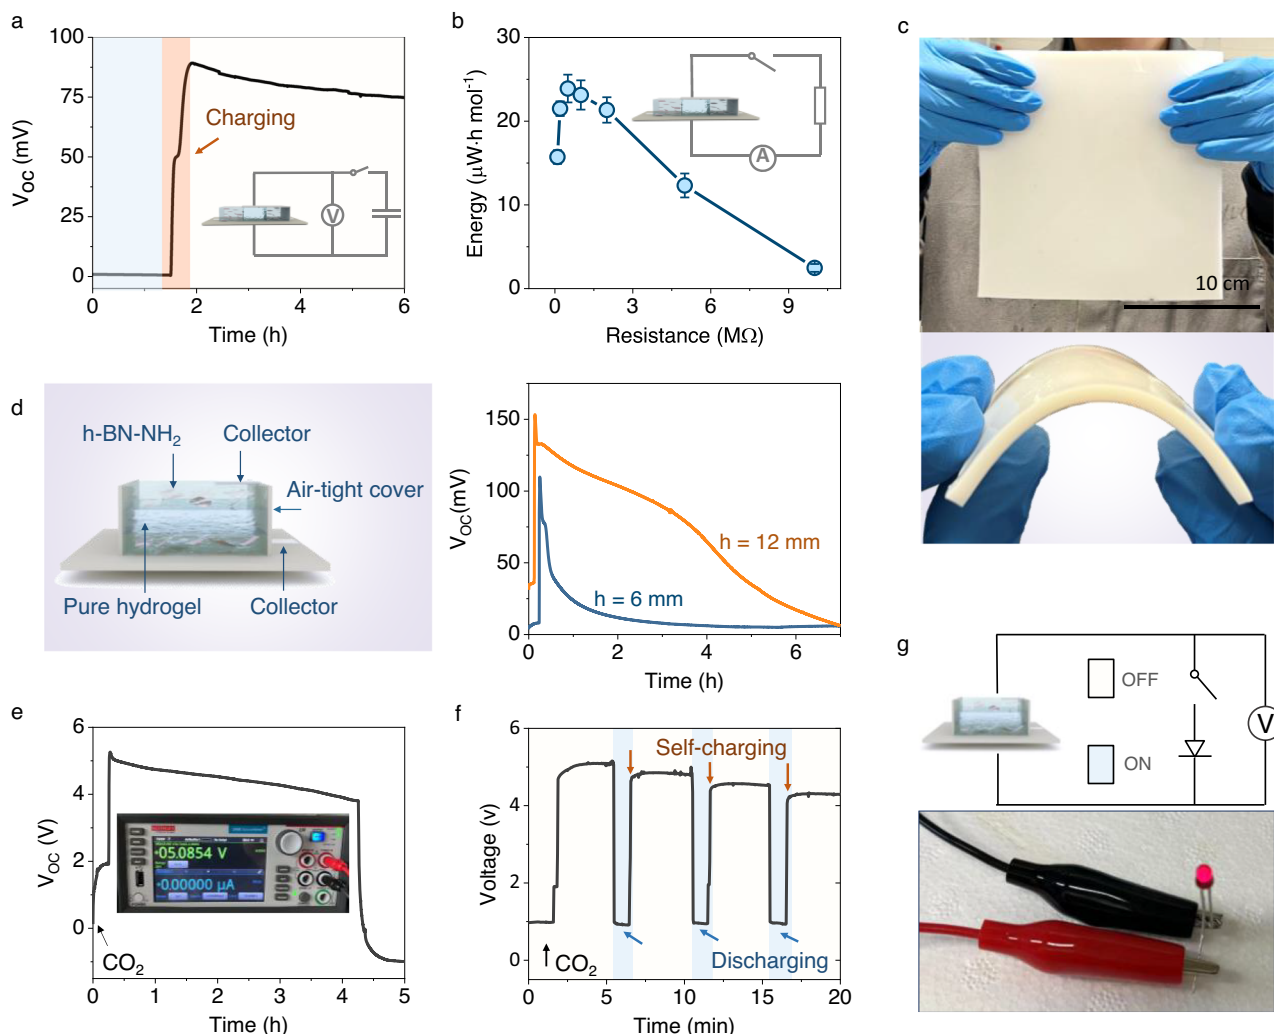 a
100
75
50
25
0
V_OC (mV)
Charging
V
0 2 4 6
Time (h)
b
30
20
10
0
Energy (μW·h mol⁻¹)
A
0 3 6 9
Resistance (MΩ)
c
10 cm
d
h-BN-NH₂
Collector
Air-tight cover
Pure hydrogel
Collector
150
100
50
0
V_OC(mV)
h = 12 mm
h = 6 mm
0 2 4 6
Time (h)
e
6
4
2
0
V_OC (V)
-05.0854 V
-0.00000 μA
CO₂
0 1 2 3 4 5
Time (h)
f
6
4
2
0
Voltage (v)
Self-charging
CO₂
Discharging
0 5 10 15 20
Time (min)
g
OFF
ON
V